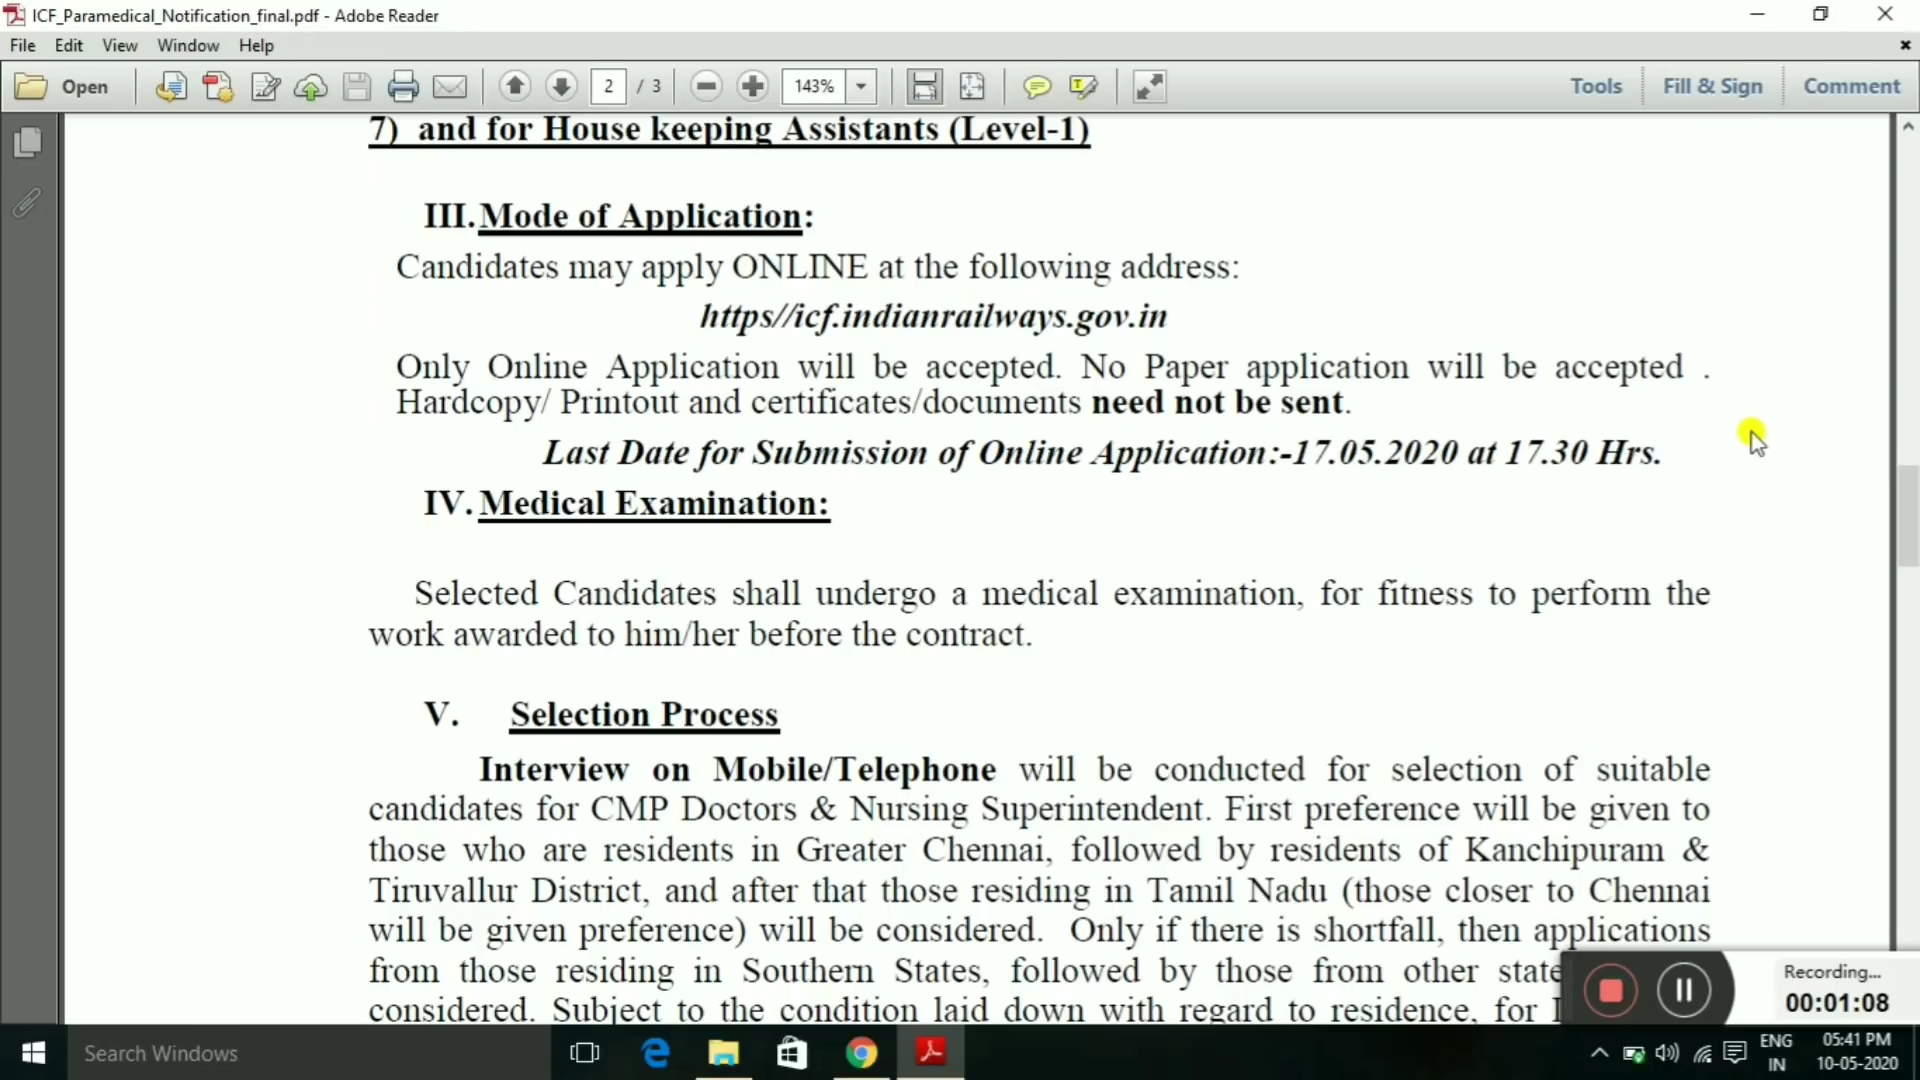 ICF_Paramedical_Notification_final.pdf - Adobe Reader
File Edit View Window Help
Open 2 / 3 143% Tools Fill & Sign Comment
7) and for House keeping Assistants (Level-1)
III. Mode of Application:
Candidates may apply ONLINE at the following address:
https//icf.indianrailways.gov.in
Only Online Application will be accepted. No Paper application will be accepted .
Hardcopy/ Printout and certificates/documents need not be sent.
Last Date for Submission of Online Application:-17.05.2020 at 17.30 Hrs.
IV. Medical Examination:
Selected Candidates shall undergo a medical examination, for fitness to perform the
work awarded to him/her before the contract.
V. Selection Process
Interview on Mobile/Telephone will be conducted for selection of suitable
candidates for CMP Doctors & Nursing Superintendent. First preference will be given to
those who are residents in Greater Chennai, followed by residents of Kanchipuram &
Tiruvallur District, and after that those residing in Tamil Nadu (those closer to Chennai
will be given preference) will be considered. Only if there is shortfall, then applications
from those residing in Southern States, followed by those from other state
considered. Subject to the condition laid down with regard to residence, for
Recording...
00:01:08
Search Windows
ENG
IN
05:41 PM
10-05-2020